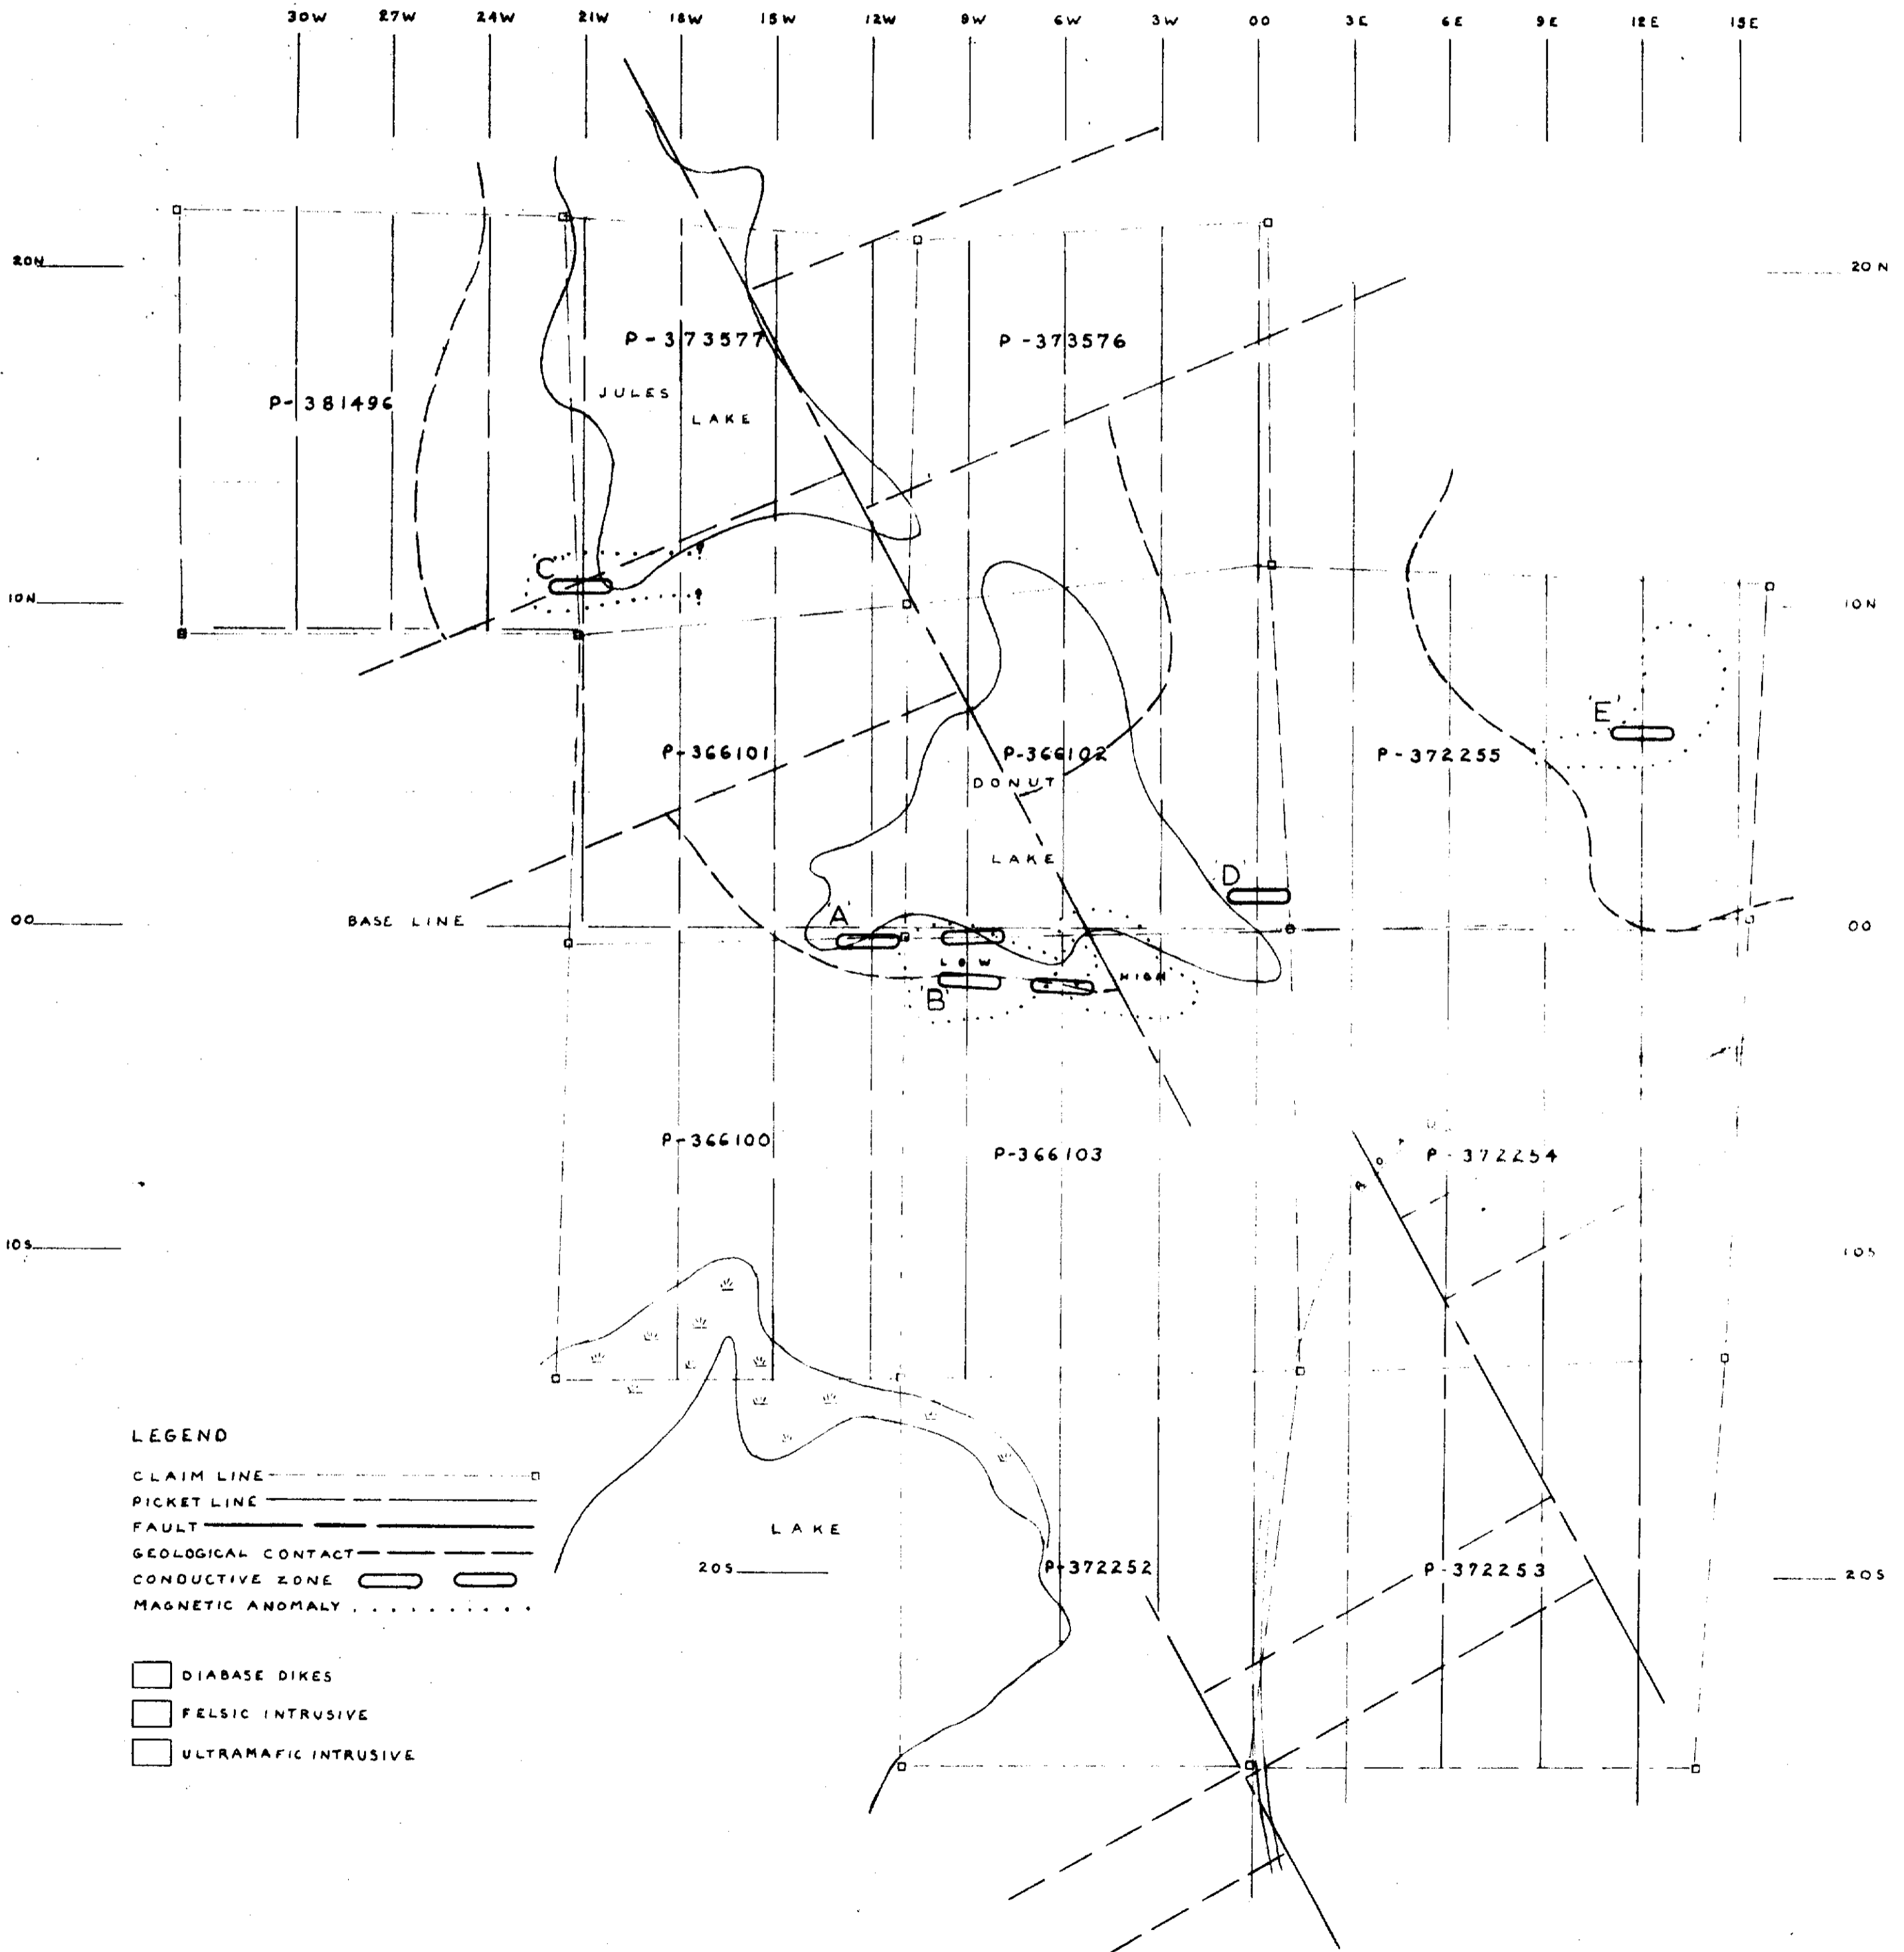 30W 27W 24W 21W 18W 15W 12W 9W 6W 3W 00 3E 6E 9E 12E 15E
20N 20N
P-373577 P-373576
JULES
P-381496
LAKE
'C'
10N 10N
'E'
P-366101 P-366102 P-372255
DONUT
LAKE
'D'
'A'
00 BASE LINE 00
LOW
HIGH
'B'
P-366100 P-366103 P-372254
10S 10S
LEGEND
CLAIM LINE
PICKET LINE
FAULT
GEOLOGICAL CONTACT
CONDUCTIVE ZONE
MAGNETIC ANOMALY
LAKE
20S P-372252 P-372253 20S
DIABASE DIKES
FELSIC INTRUSIVE
ULTRAMAFIC INTRUSIVE